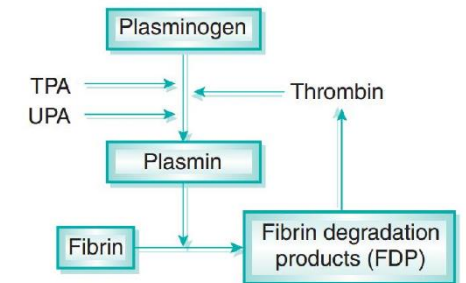 Plasminogen
TPA
Thrombin
UPA
Plasmin
Fibrin
Fibrin degradation
products (FDP)